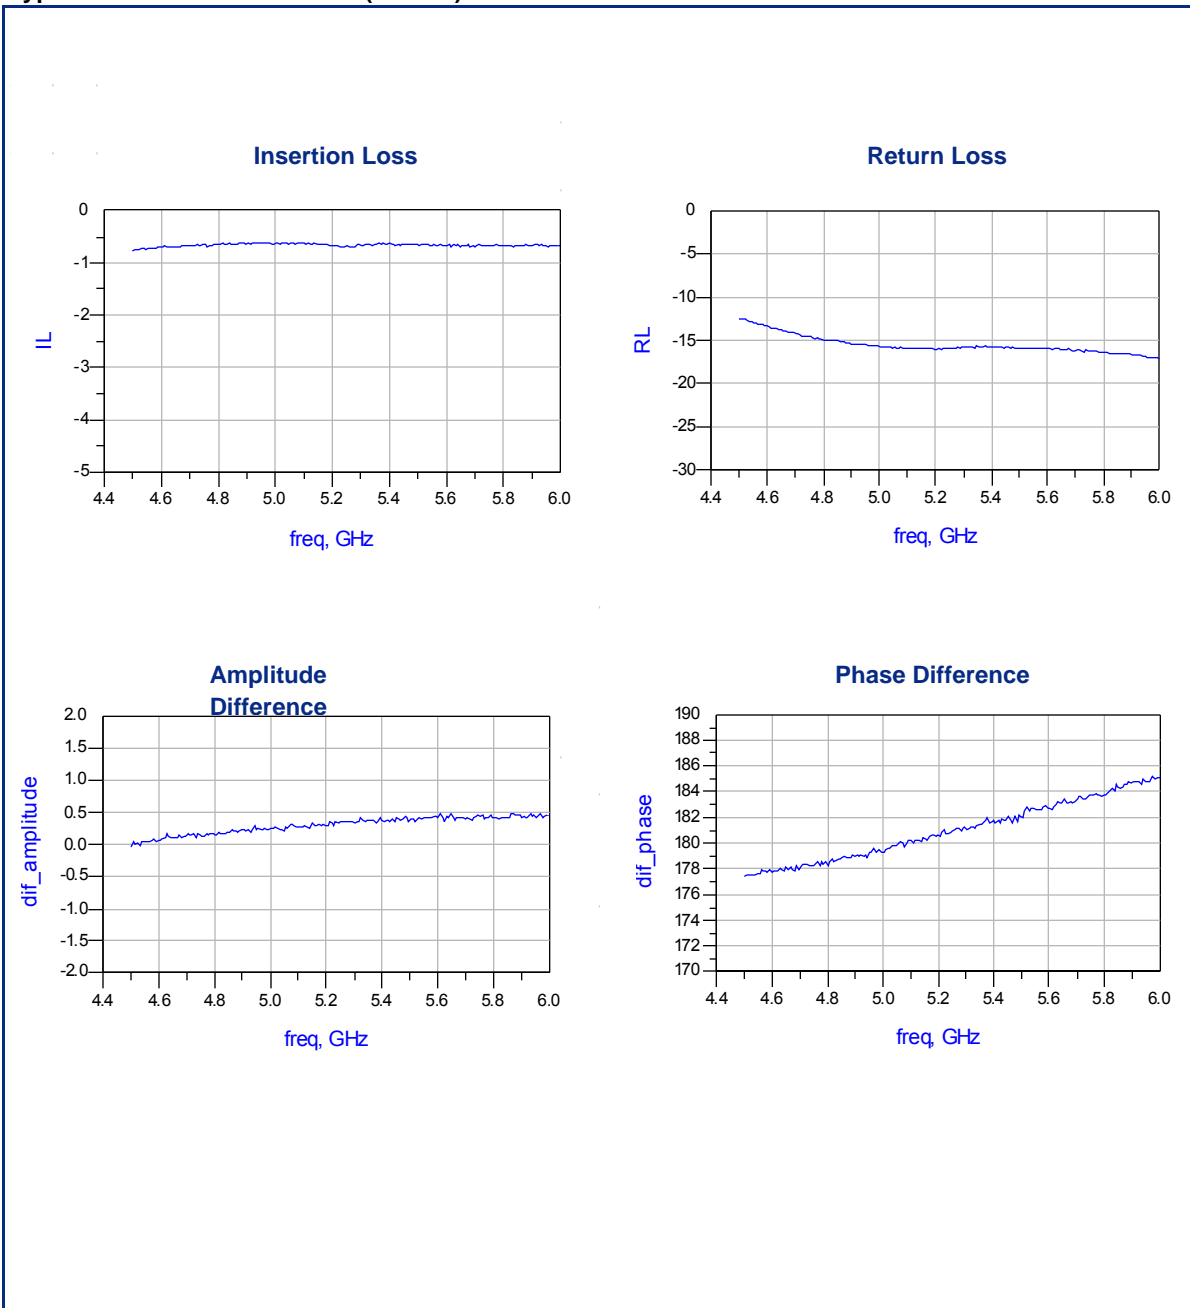 Insertion Loss
0
-1
-2
-3
-4
-5
IL
4.4 4.6 4.8 5.0 5.2 5.4 5.6 5.8 6.0
freq, GHz
Return Loss
0
-5
-10
-15
-20
-25
-30
RL
4.4 4.6 4.8 5.0 5.2 5.4 5.6 5.8 6.0
freq, GHz
Amplitude
Difference
2.0
1.5
1.0
0.5
0.0
-0.5
-1.0
-1.5
-2.0
dif_amplitude
4.4 4.6 4.8 5.0 5.2 5.4 5.6 5.8 6.0
freq, GHz
Phase Difference
190
188
186
184
182
180
178
176
174
172
170
dif_phase
4.4 4.6 4.8 5.0 5.2 5.4 5.6 5.8 6.0
freq, GHz